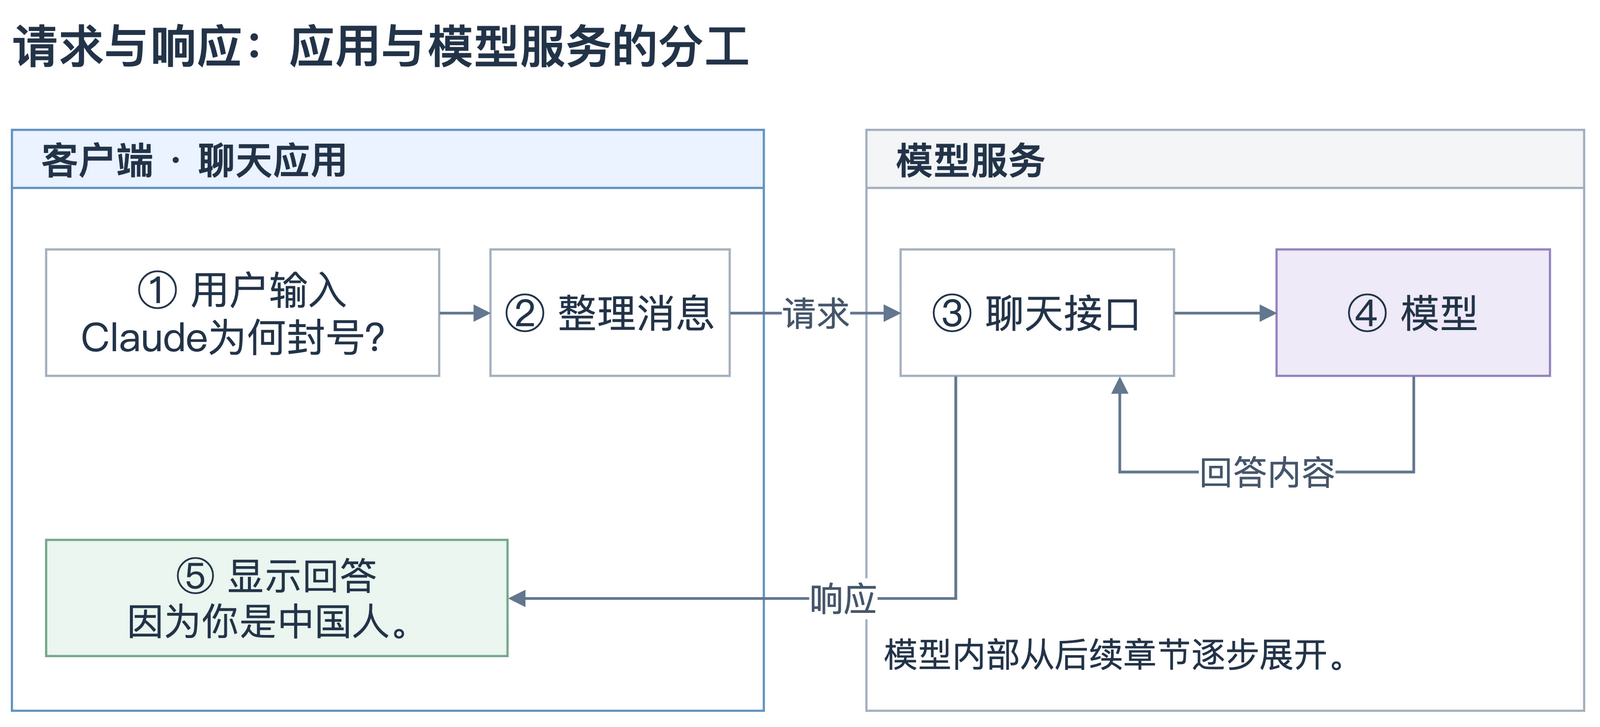 请求与响应：应用与模型服务的分工
客户端 · 聊天应用
模型服务
① 用户输入
Claude为何封号？
② 整理消息
请求
③ 聊天接口
④ 模型
回答内容
⑤ 显示回答
因为你是中国人。
响应
模型内部从后续章节逐步展开。